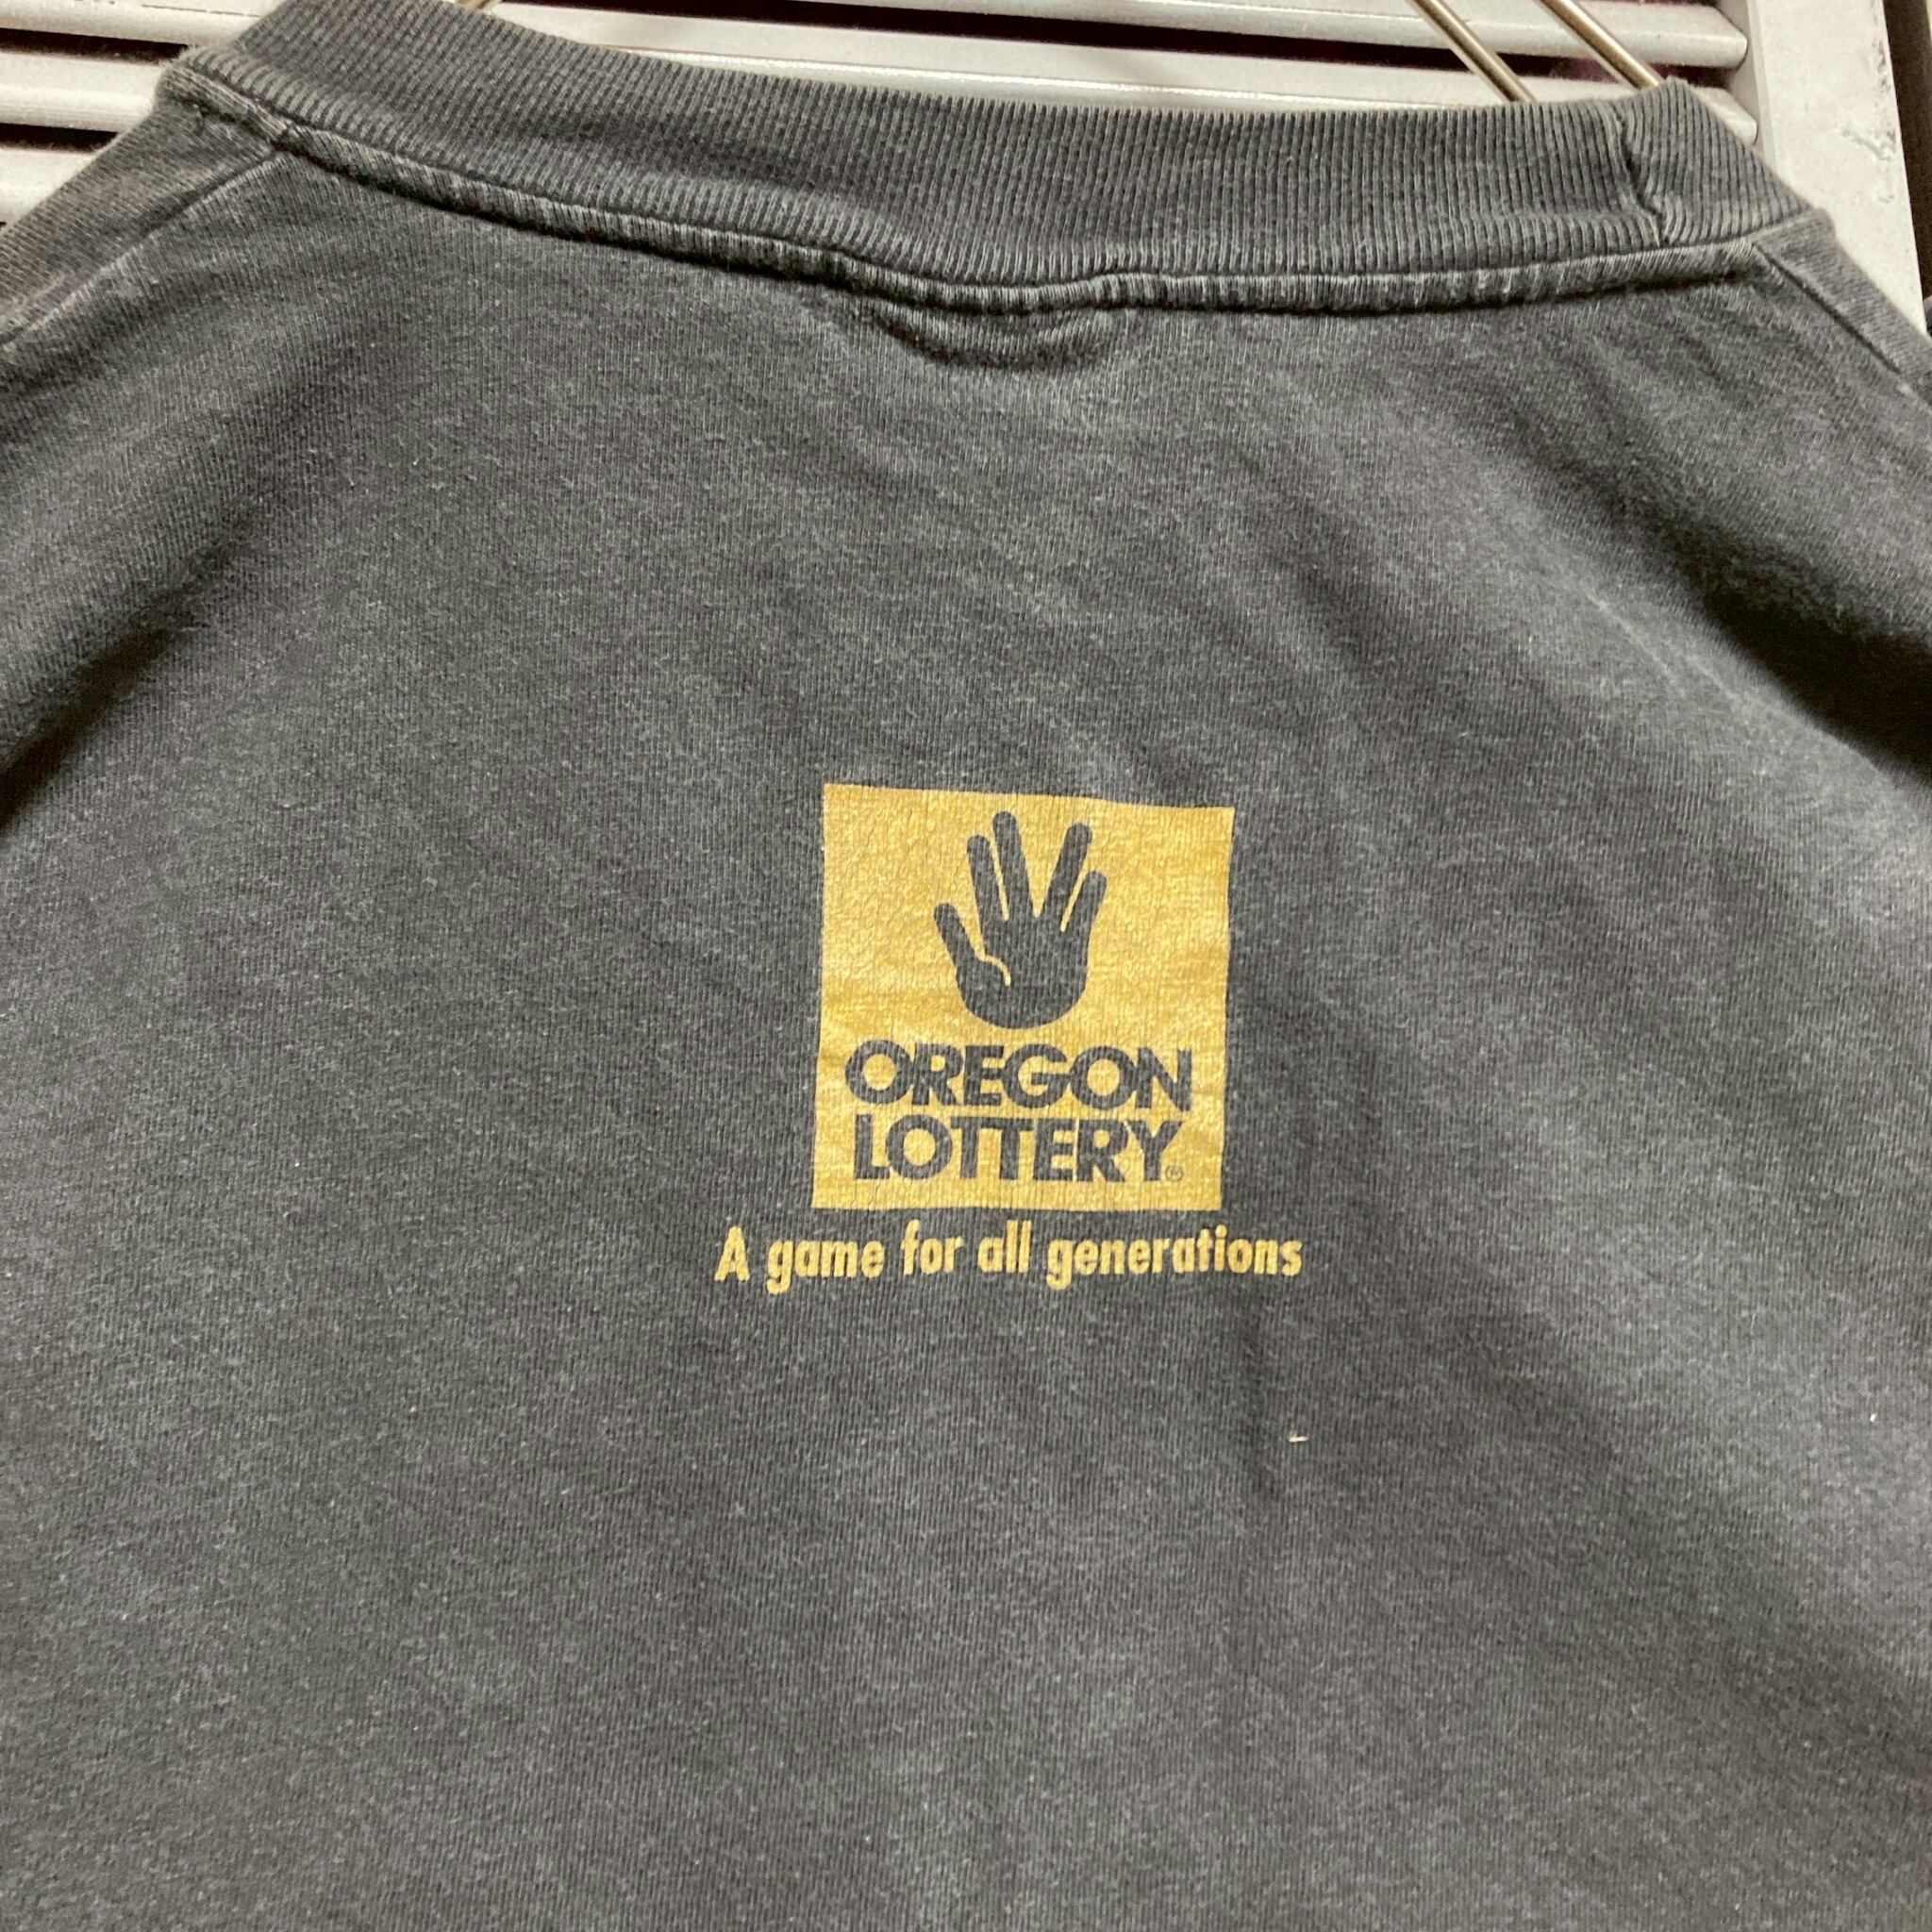 OREGON
LOTTERY®
A game for all generations